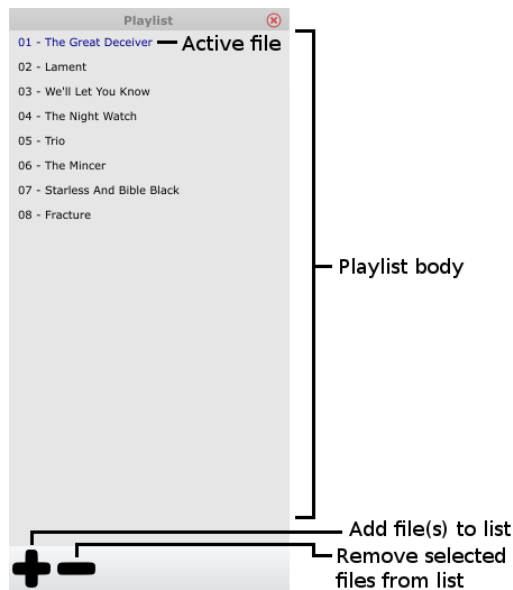 Playlist
01 - The Great Deceiver
Active file
02 - Lament
03 - We'll Let You Know
04 - The Night Watch
05 - Trio
06 - The Mincer
07 - Starless And Bible Black
08 - Fracture
Playlist body
Add file(s) to list
Remove selected
files from list